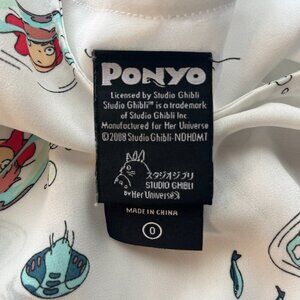 PONYO
Licensed by Studio Ghibli
Studio Ghibli™ is a trademark
of Studio Ghibli Inc.
Manufactured for Her Universe
©2008 Studio Ghibli-NDHDMT
スタジオジブリ
STUDIO GHIBLI
BY Her Universe
MADE IN CHINA
0